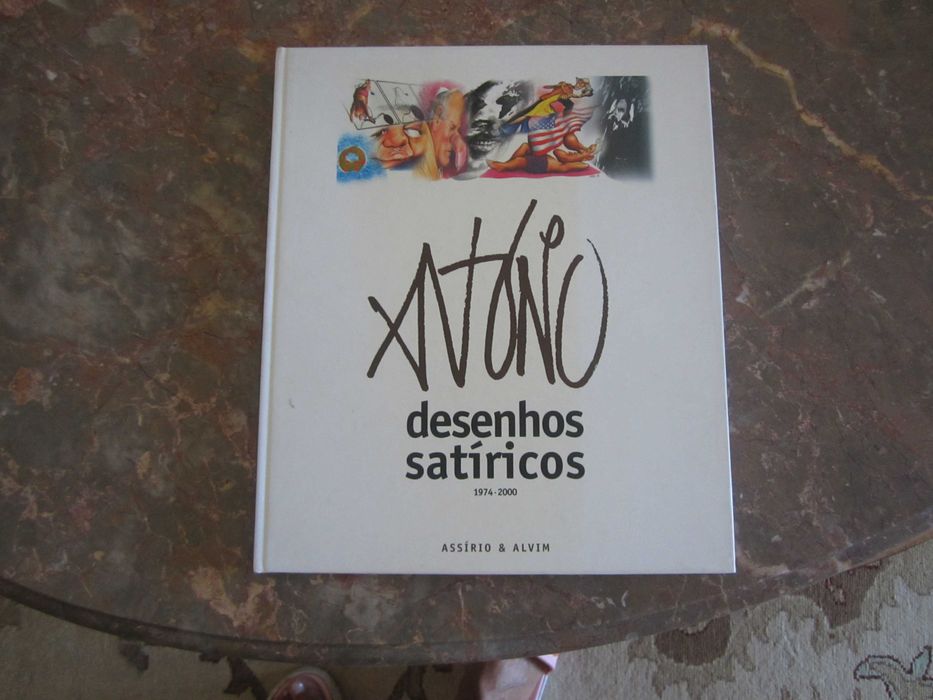 ANTÓNIO
desenhos
satíricos
1974-2000
ASSÍRIO & ALVIM